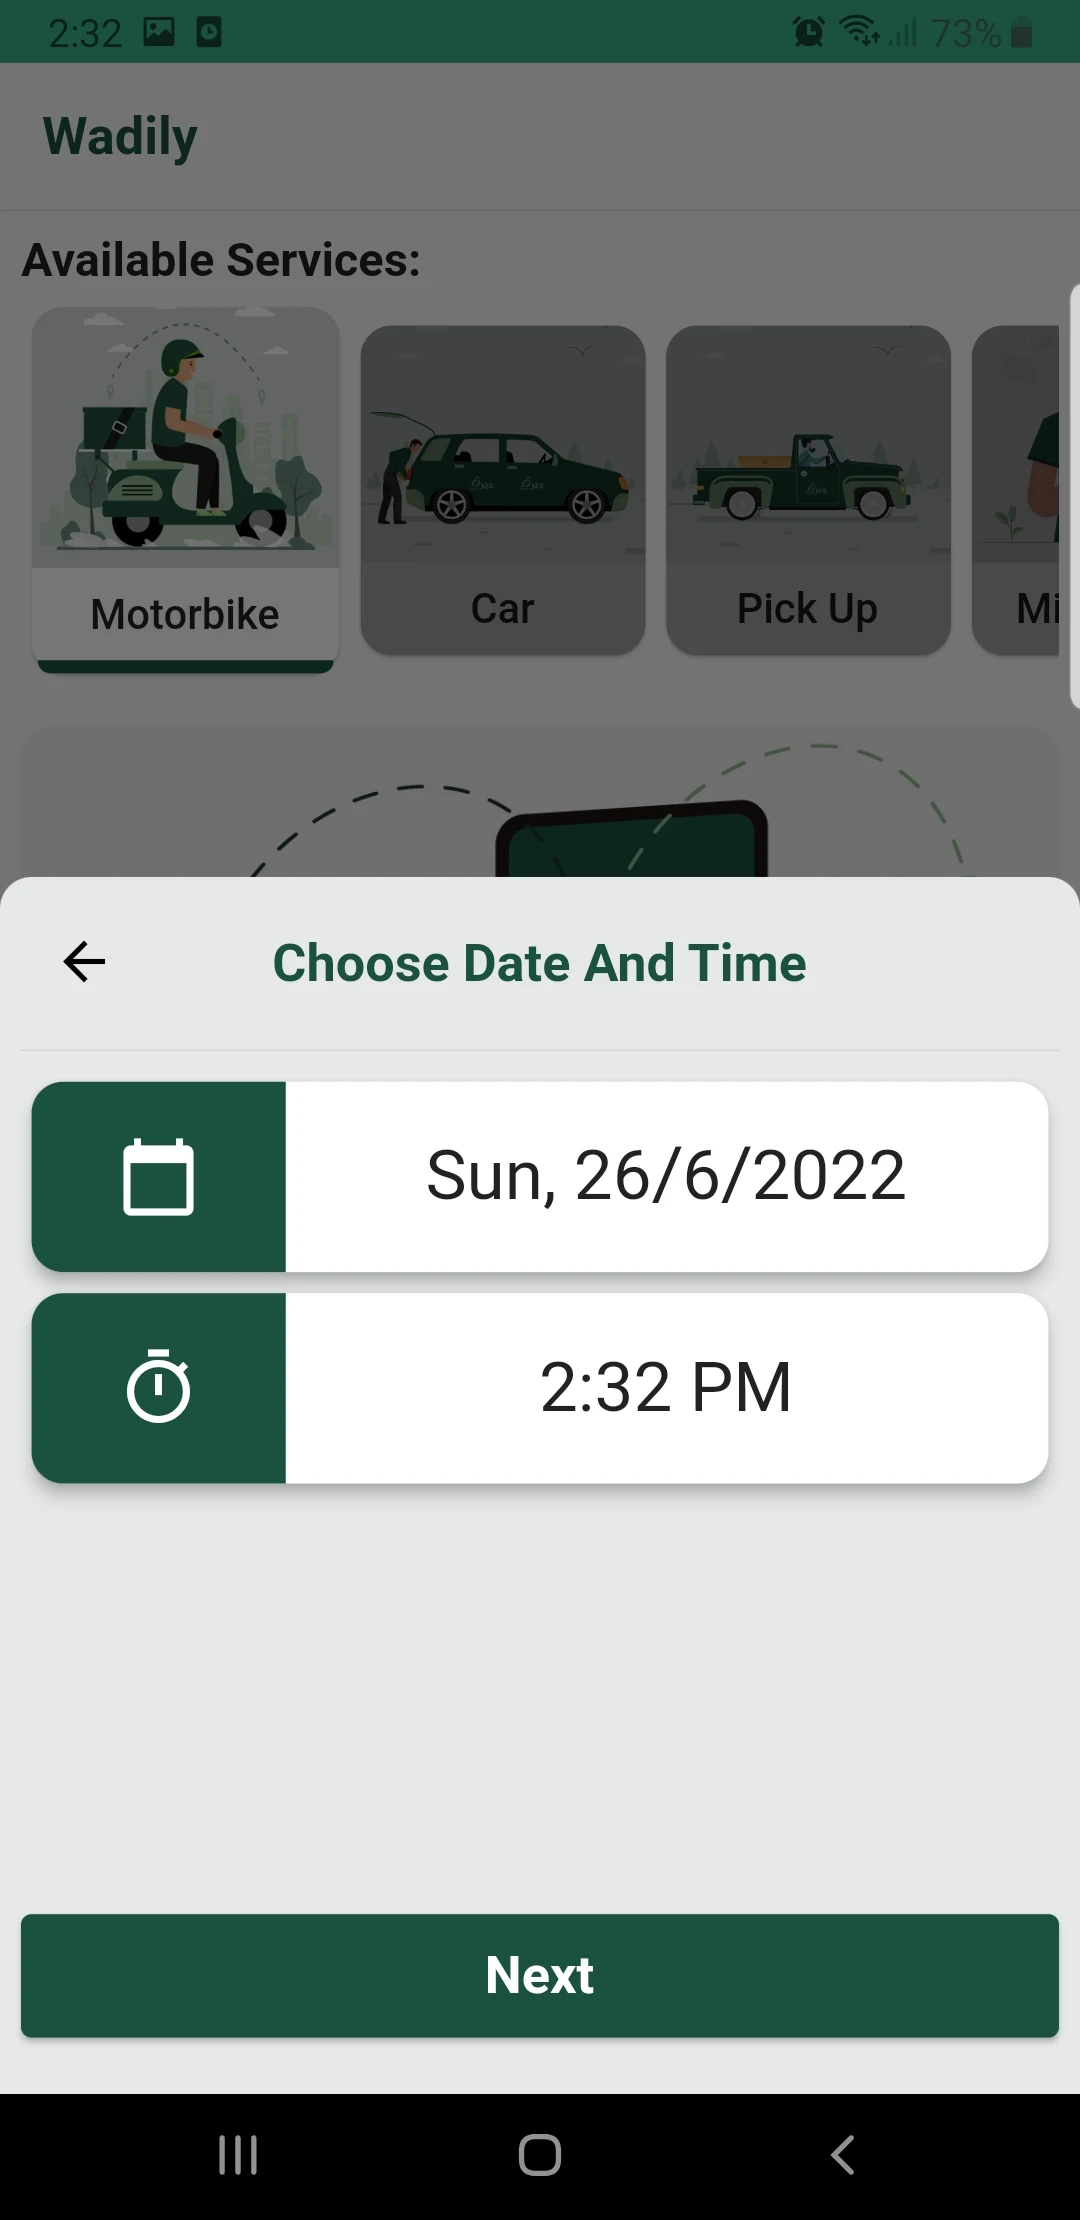 2:32 73%
Wadily
Available Services:
Motorbike Car Pick Up Mi
Choose Date And Time
Sun, 26/6/2022
2:32 PM
Next